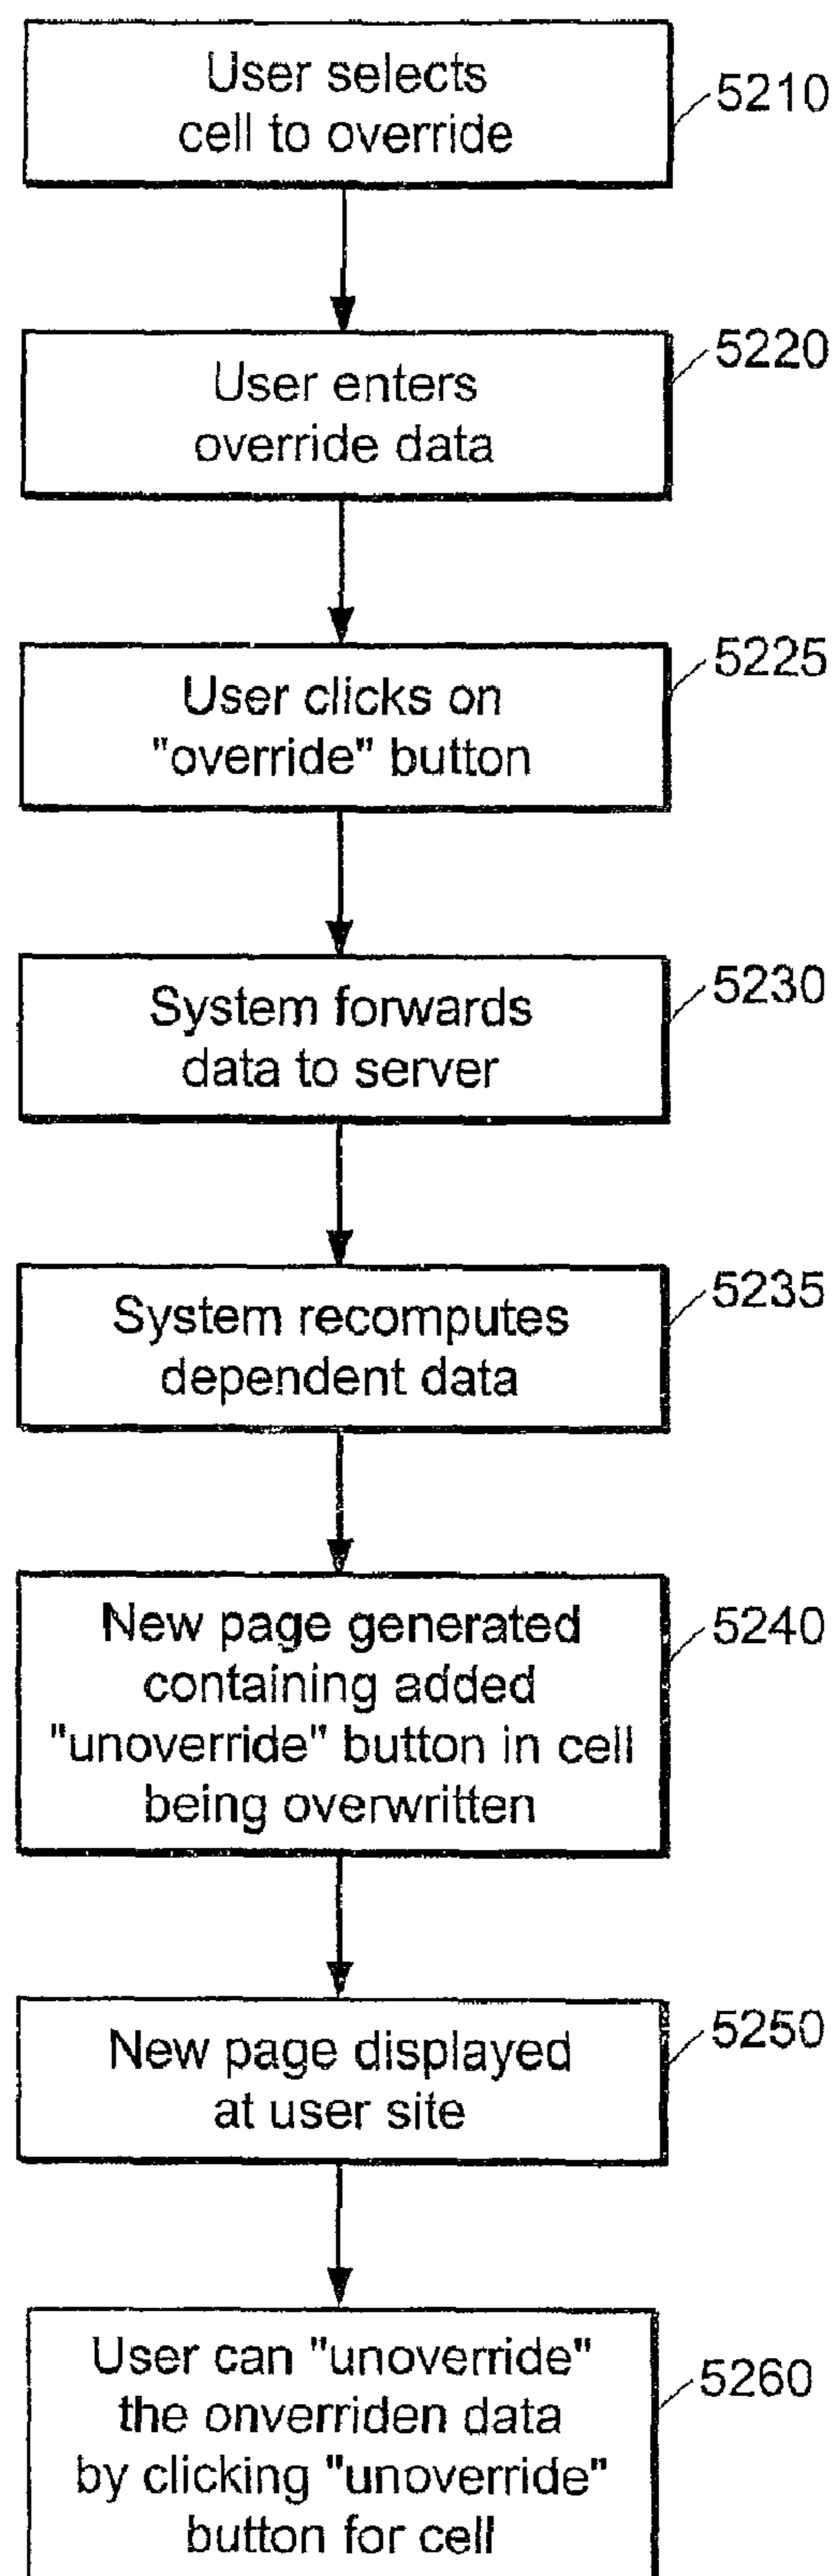 User selects
cell to override
5210
User enters
override data
5220
User clicks on
"override" button
5225
System forwards
data to server
5230
System recomputes
dependent data
5235
New page generated
containing added
"unoverride" button in cell
being overwritten
5240
New page displayed
at user site
5250
User can "unoverride"
the onverriden data
by clicking "unoverride"
button for cell
5260